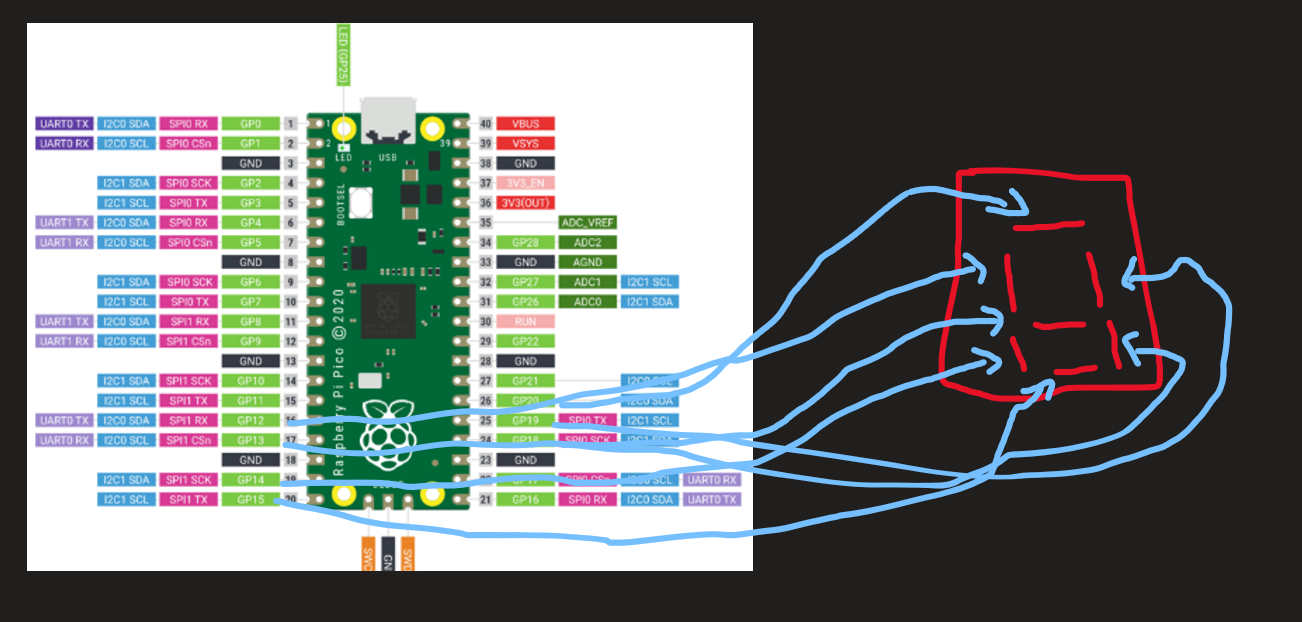 LED (GP25)
UART0 TX I2C0 SDA SPI0 RX GP0 1 1 40 VBUS
UART0 RX I2C0 SCL SPI0 CSn GP1 2 2 39 39 VSYS
LED USB
GND 3 38 GND
I2C1 SDA SPI0 SCK GP2 4 37 3V3_EN
I2C1 SCL SPI0 TX GP3 5 BOOTSEL 36 3V3(OUT)
UART1 TX I2C0 SDA SPI0 RX GP4 6 35 ADC_VREF
UART1 RX I2C0 SCL SPI0 CSn GP5 7 34 GP28 ADC2
GND 8 33 GND AGND
I2C1 SDA SPI0 SCK GP6 9 32 GP27 ADC1 I2C1 SCL
I2C1 SCL SPI0 TX GP7 10 31 GP26 ADC0 I2C1 SDA
UART1 TX I2C0 SDA SPI1 RX GP8 11 30 RUN
UART1 RX I2C0 SCL SPI1 CSn GP9 12 29 GP22
GND 13 28 GND
Raspberry Pi Pico © 2020
I2C1 SDA SPI1 SCK GP10 14 27 GP21 I2C0 SCL
I2C1 SCL SPI1 TX GP11 15 26 GP20 I2C0 SDA
UART0 TX I2C0 SDA SPI1 RX GP12 16 25 GP19 SPI0 TX I2C1 SCL
UART0 RX I2C0 SCL SPI1 CSn GP13 17 24 GP18 SPI0 SCK
GND 18 23 GND
I2C1 SDA SPI1 SCK GP14 19 SPI0 CSn I2C0 SCL UART0 RX
I2C1 SCL SPI1 TX GP15 20 21 GP16 SPI0 RX I2C0 SDA UART0 TX